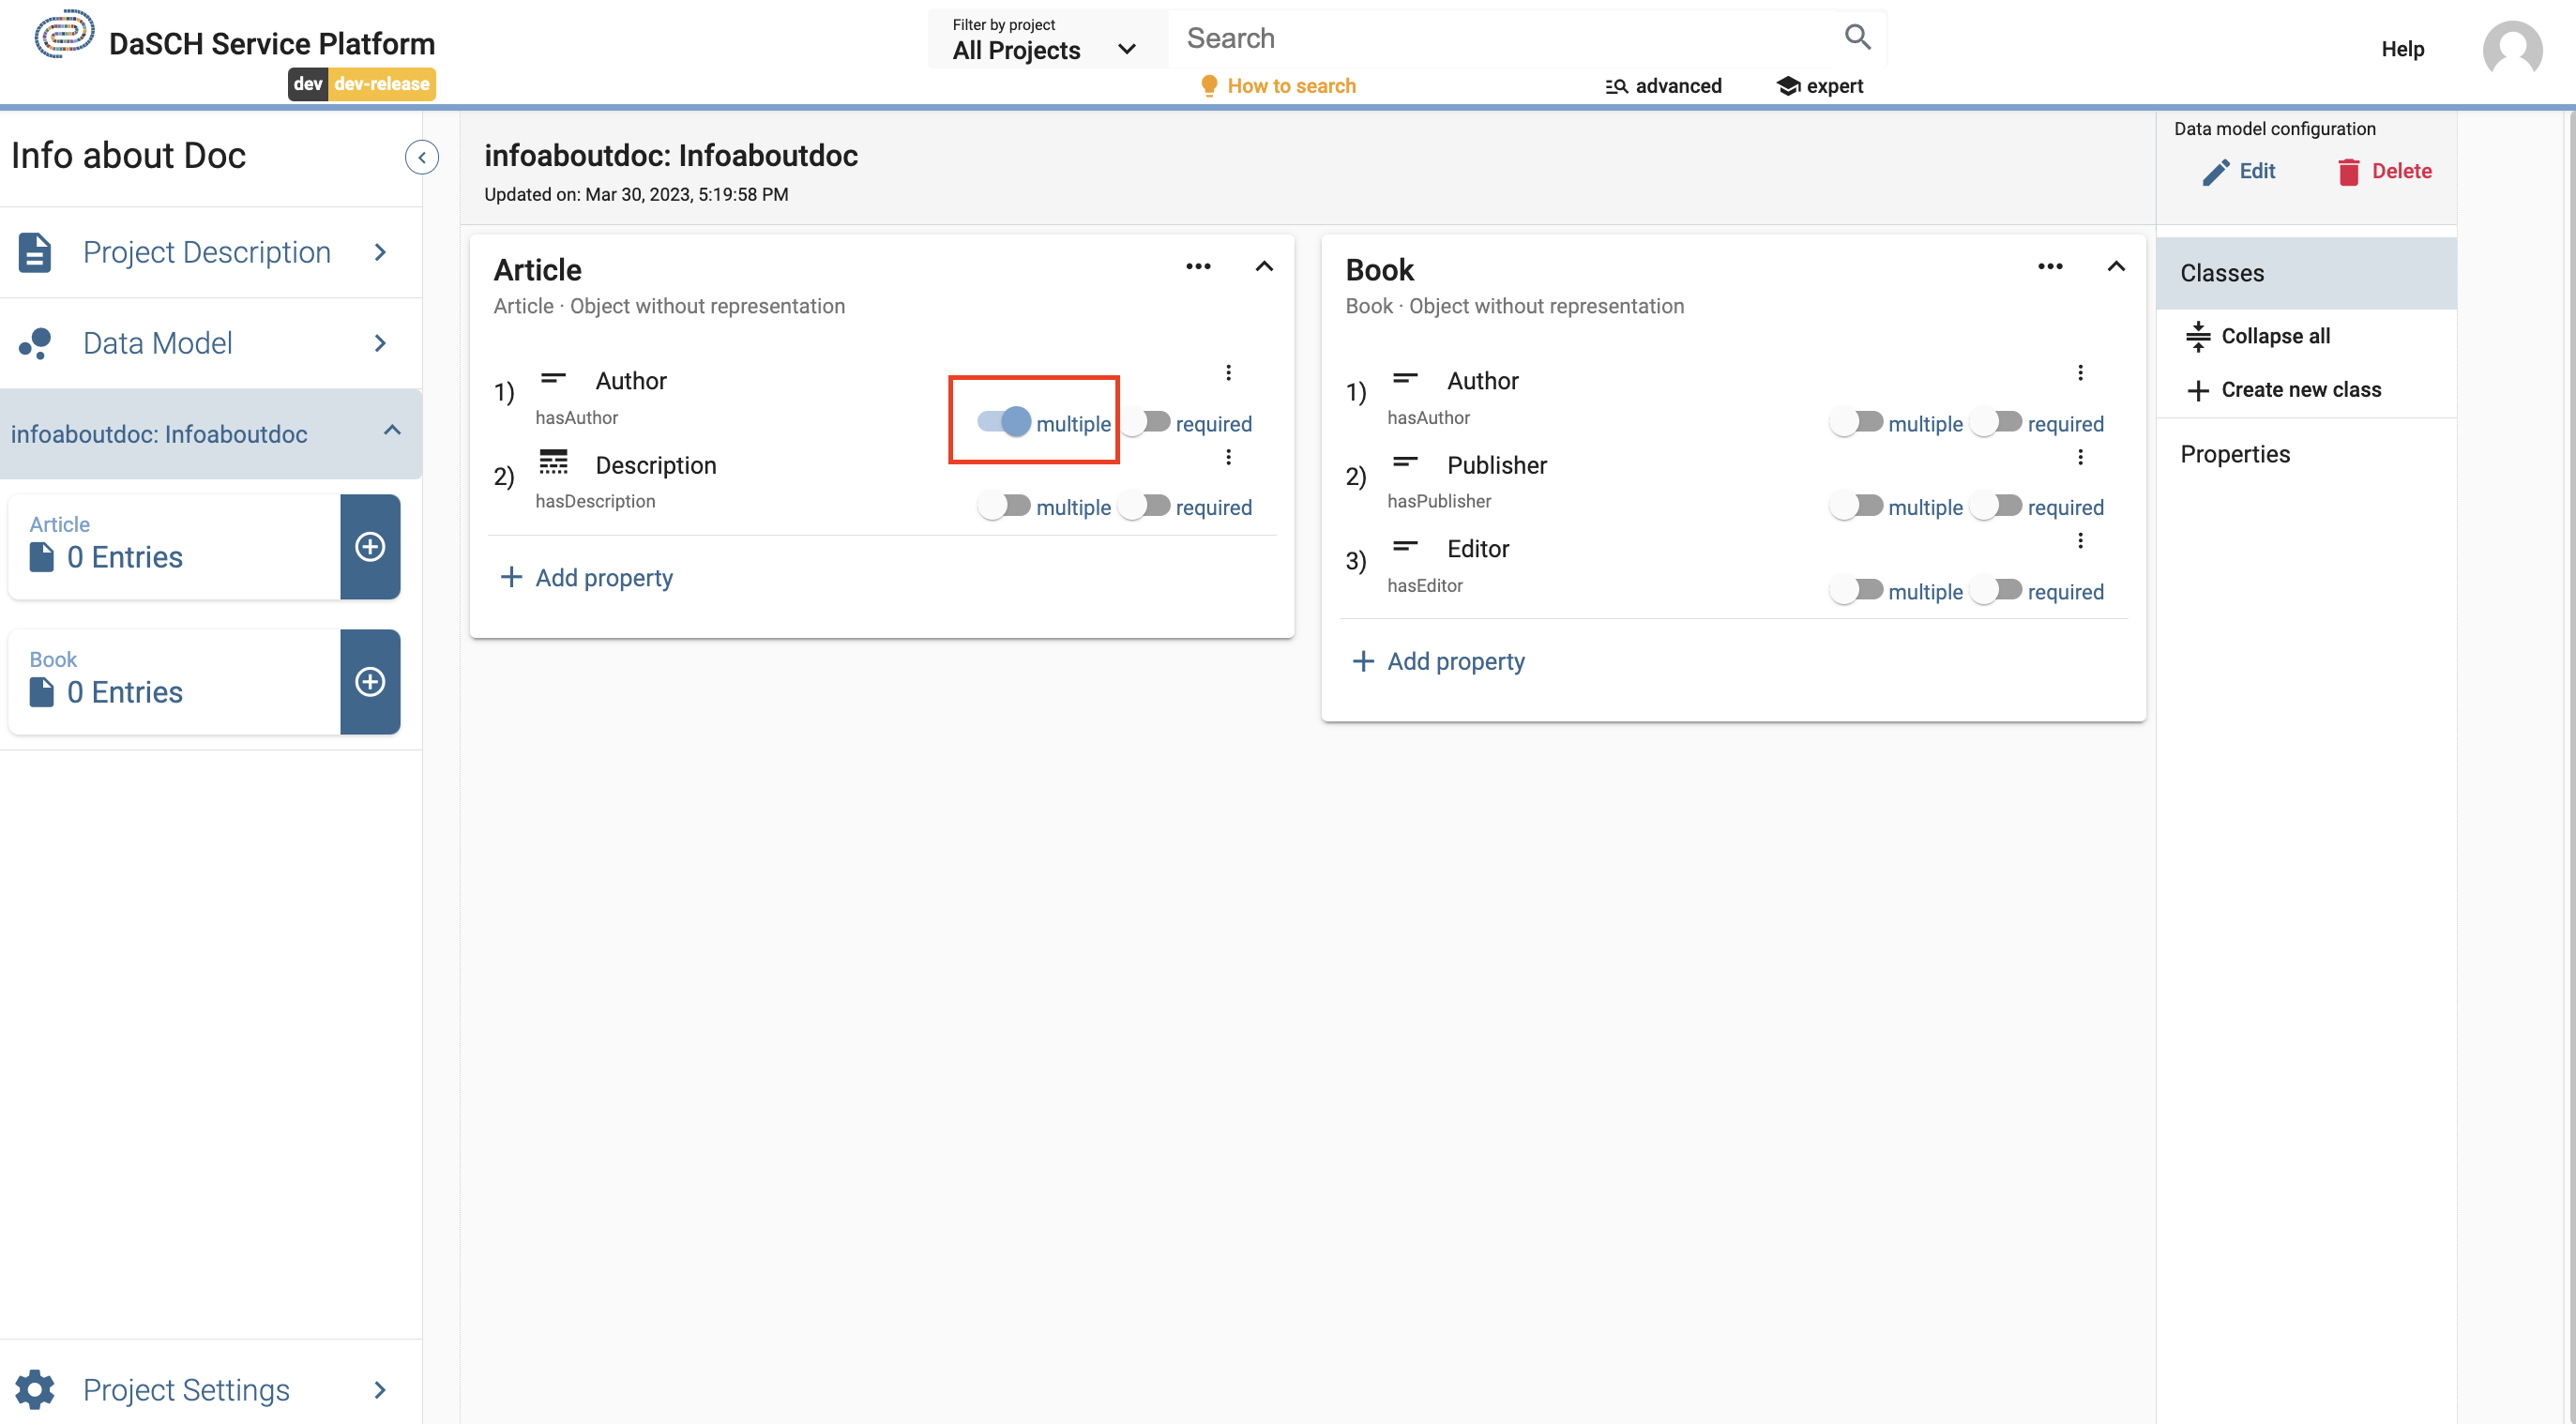 DaSCH Service Platform
dev dev-release
Filter by project
All Projects
Search
How to search
advanced
expert
Help
Info about Doc
Project Description
Data Model
infoaboutdoc: Infoaboutdoc
Article
0 Entries
Book
0 Entries
Project Settings
infoaboutdoc: Infoaboutdoc
Updated on: Mar 30, 2023, 5:19:58 PM
Article
Article · Object without representation
1) Author
hasAuthor multiple required
2) Description
hasDescription multiple required
Add property
Book
Book · Object without representation
1) Author
hasAuthor multiple required
2) Publisher
hasPublisher multiple required
3) Editor
hasEditor multiple required
Add property
Data model configuration
Edit Delete
Classes
Collapse all
Create new class
Properties